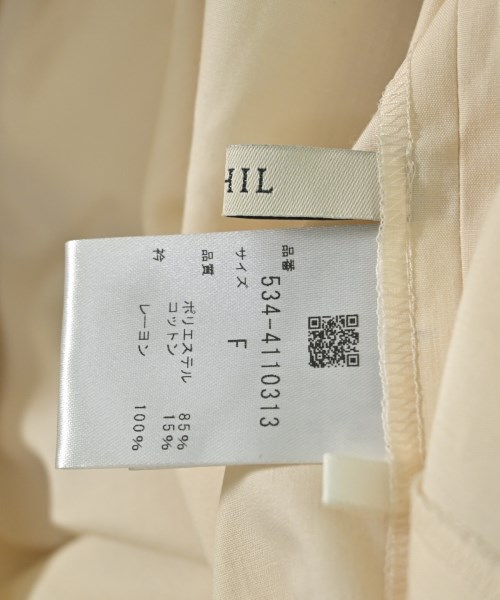 HIL
品番 534-4110313
サイズ F
品質 ポリエステル 85%
コットン 15%
衿 レーヨン 100%